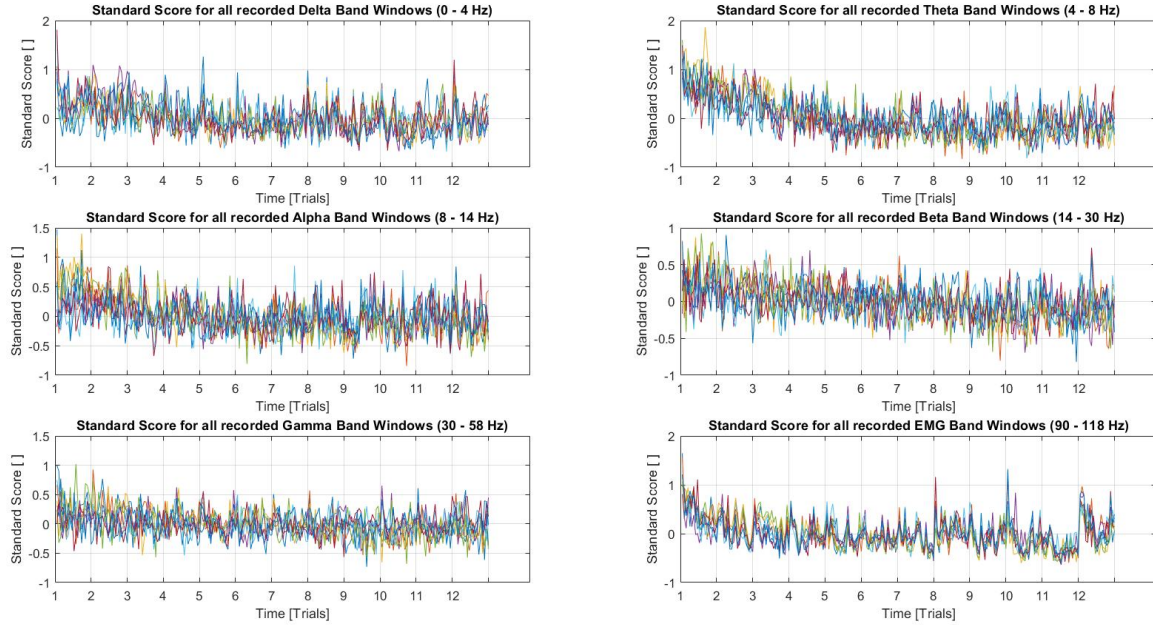 Standard Score for all recorded Delta Band Windows (0 - 4 Hz)
2
1
0
-1
Standard Score [ ]
1 2 3 4 5 6 7 8 9 10 11 12
Time [Trials]
Standard Score for all recorded Theta Band Windows (4 - 8 Hz)
2
1
0
-1
Standard Score [ ]
1 2 3 4 5 6 7 8 9 10 11 12
Time [Trials]
Standard Score for all recorded Alpha Band Windows (8 - 14 Hz)
1.5
1
0.5
0
-0.5
-1
Standard Score [ ]
1 2 3 4 5 6 7 8 9 10 11 12
Time [Trials]
Standard Score for all recorded Beta Band Windows (14 - 30 Hz)
1
0.5
0
-0.5
-1
Standard Score [ ]
1 2 3 4 5 6 7 8 9 10 11 12
Time [Trials]
Standard Score for all recorded Gamma Band Windows (30 - 58 Hz)
1.5
1
0.5
0
-0.5
-1
Standard Score [ ]
1 2 3 4 5 6 7 8 9 10 11 12
Time [Trials]
Standard Score for all recorded EMG Band Windows (90 - 118 Hz)
2
1
0
-1
Standard Score [ ]
1 2 3 4 5 6 7 8 9 10 11 12
Time [Trials]